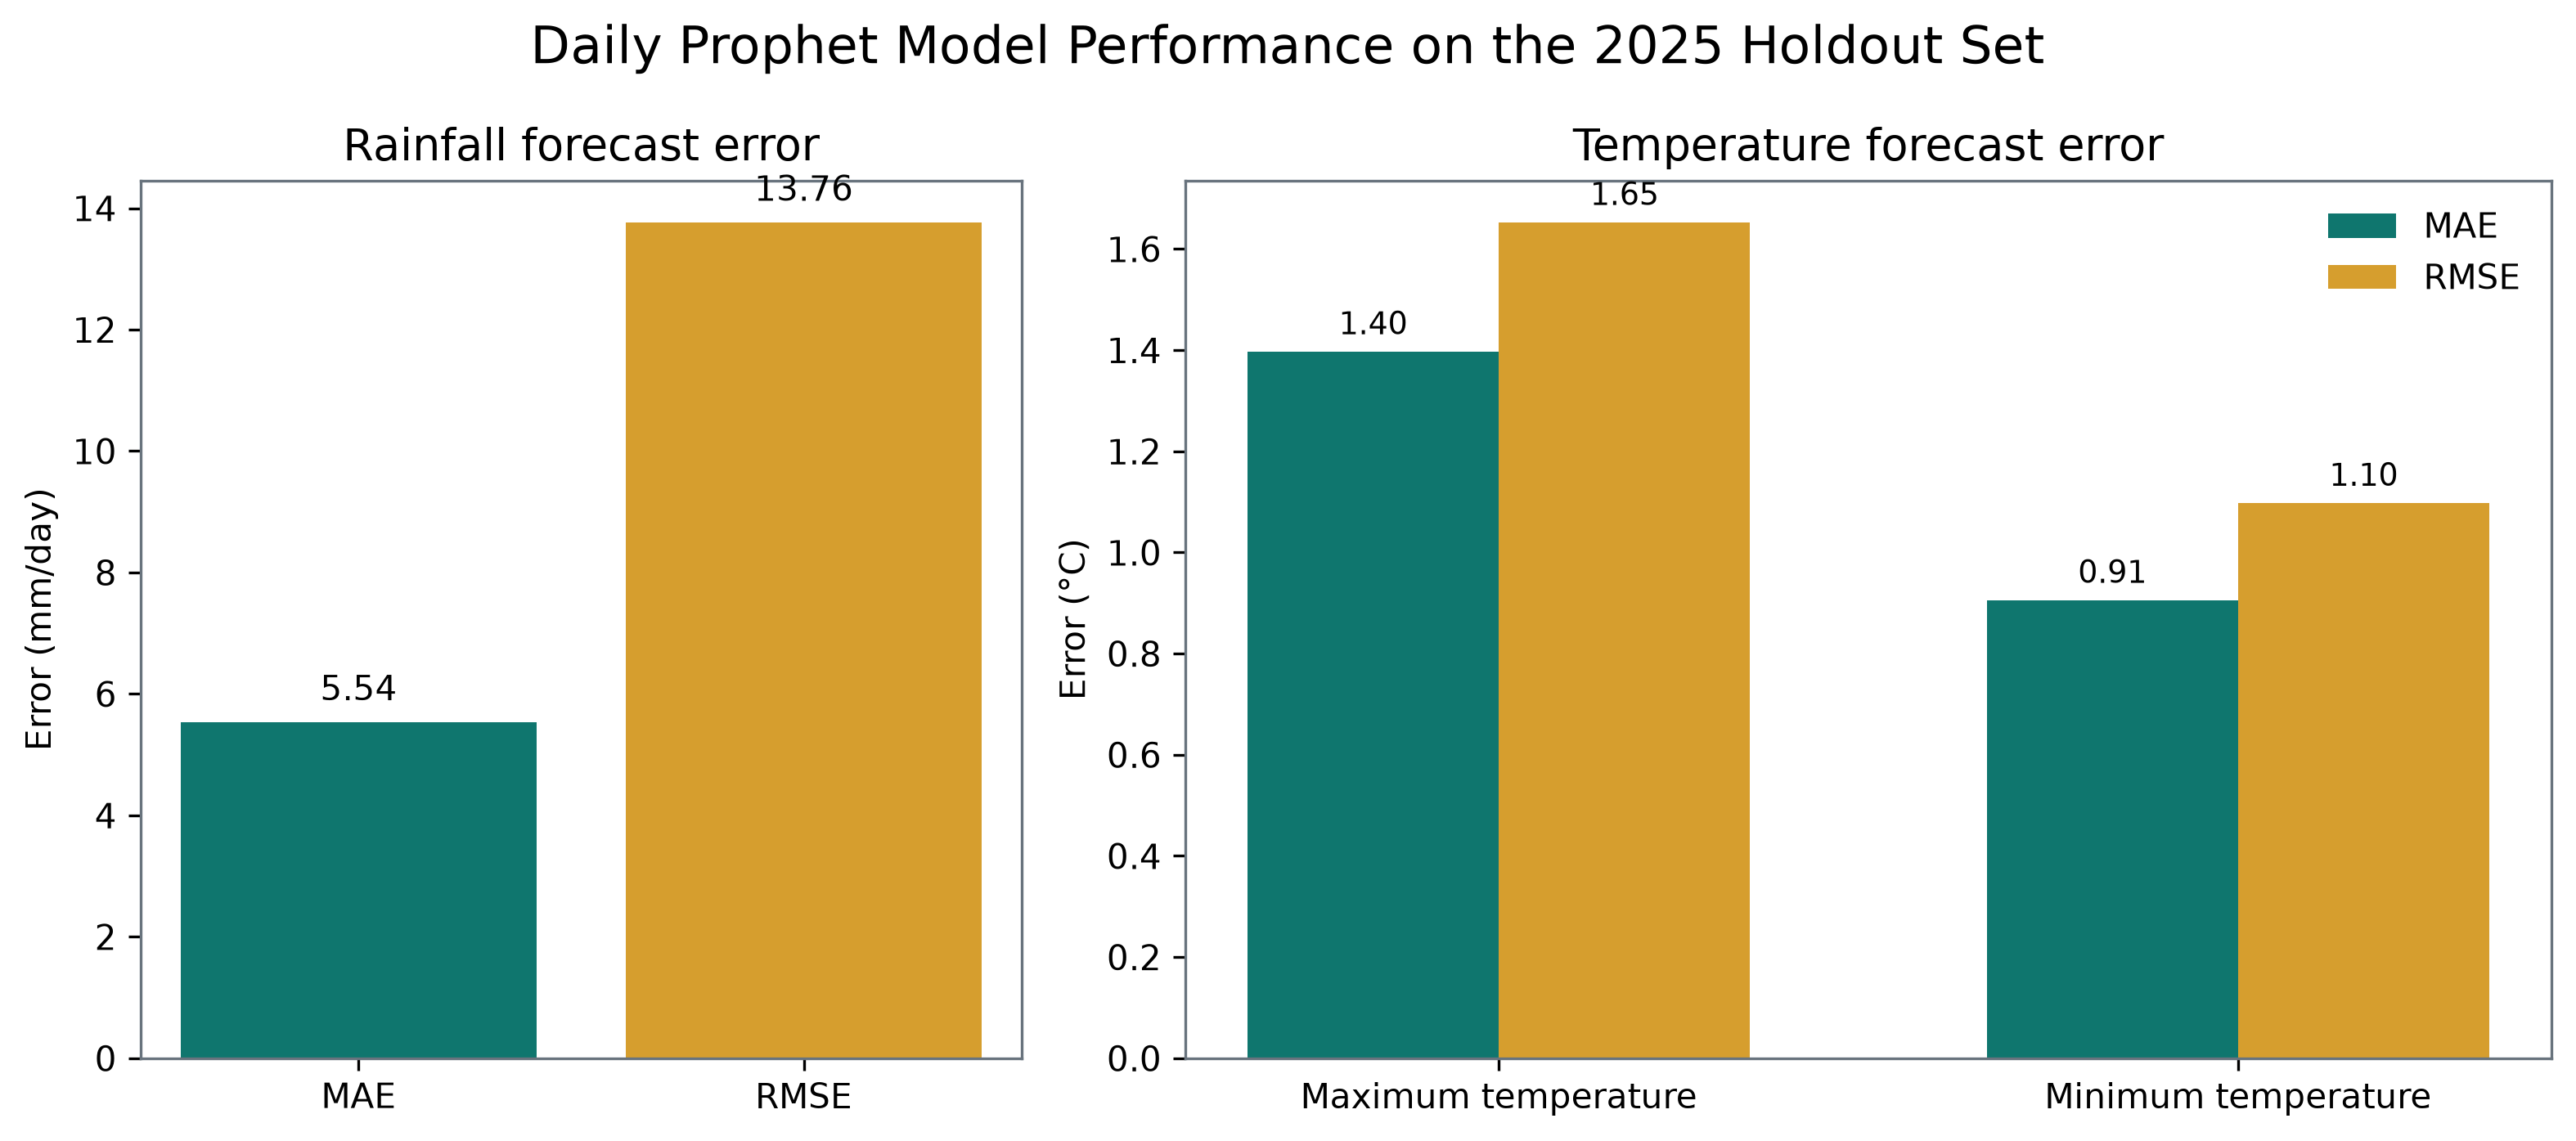 Daily Prophet Model Performance on the 2025 Holdout Set
Rainfall forecast error
Error (mm/day)
14
12
10
8
6
4
2
0
13.76
5.54
MAE
RMSE
Temperature forecast error
Error (°C)
1.6
1.4
1.2
1.0
0.8
0.6
0.4
0.2
0.0
1.65
1.40
1.10
0.91
MAE
RMSE
Maximum temperature
Minimum temperature